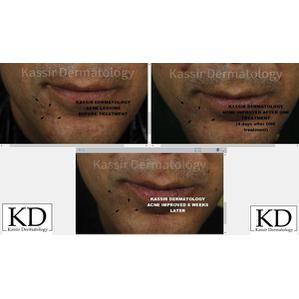 Kassir Dermatology
KASSIR DERMATOLOGY
ACNE LESIONS
BEFORE TREATMENT
Kassir Dermatology
KASSIR DERMATOLOGY
ACNE IMPROVED AFTER ONE
TREATMENT
(4 days after ONE
treatment)
Kassir Dermatology
KASSIR DERMATOLOGY
ACNE IMPROVED 6 WEEKS
LATER
KD
Kassir Dermatology
KD
Kassir Dermatology